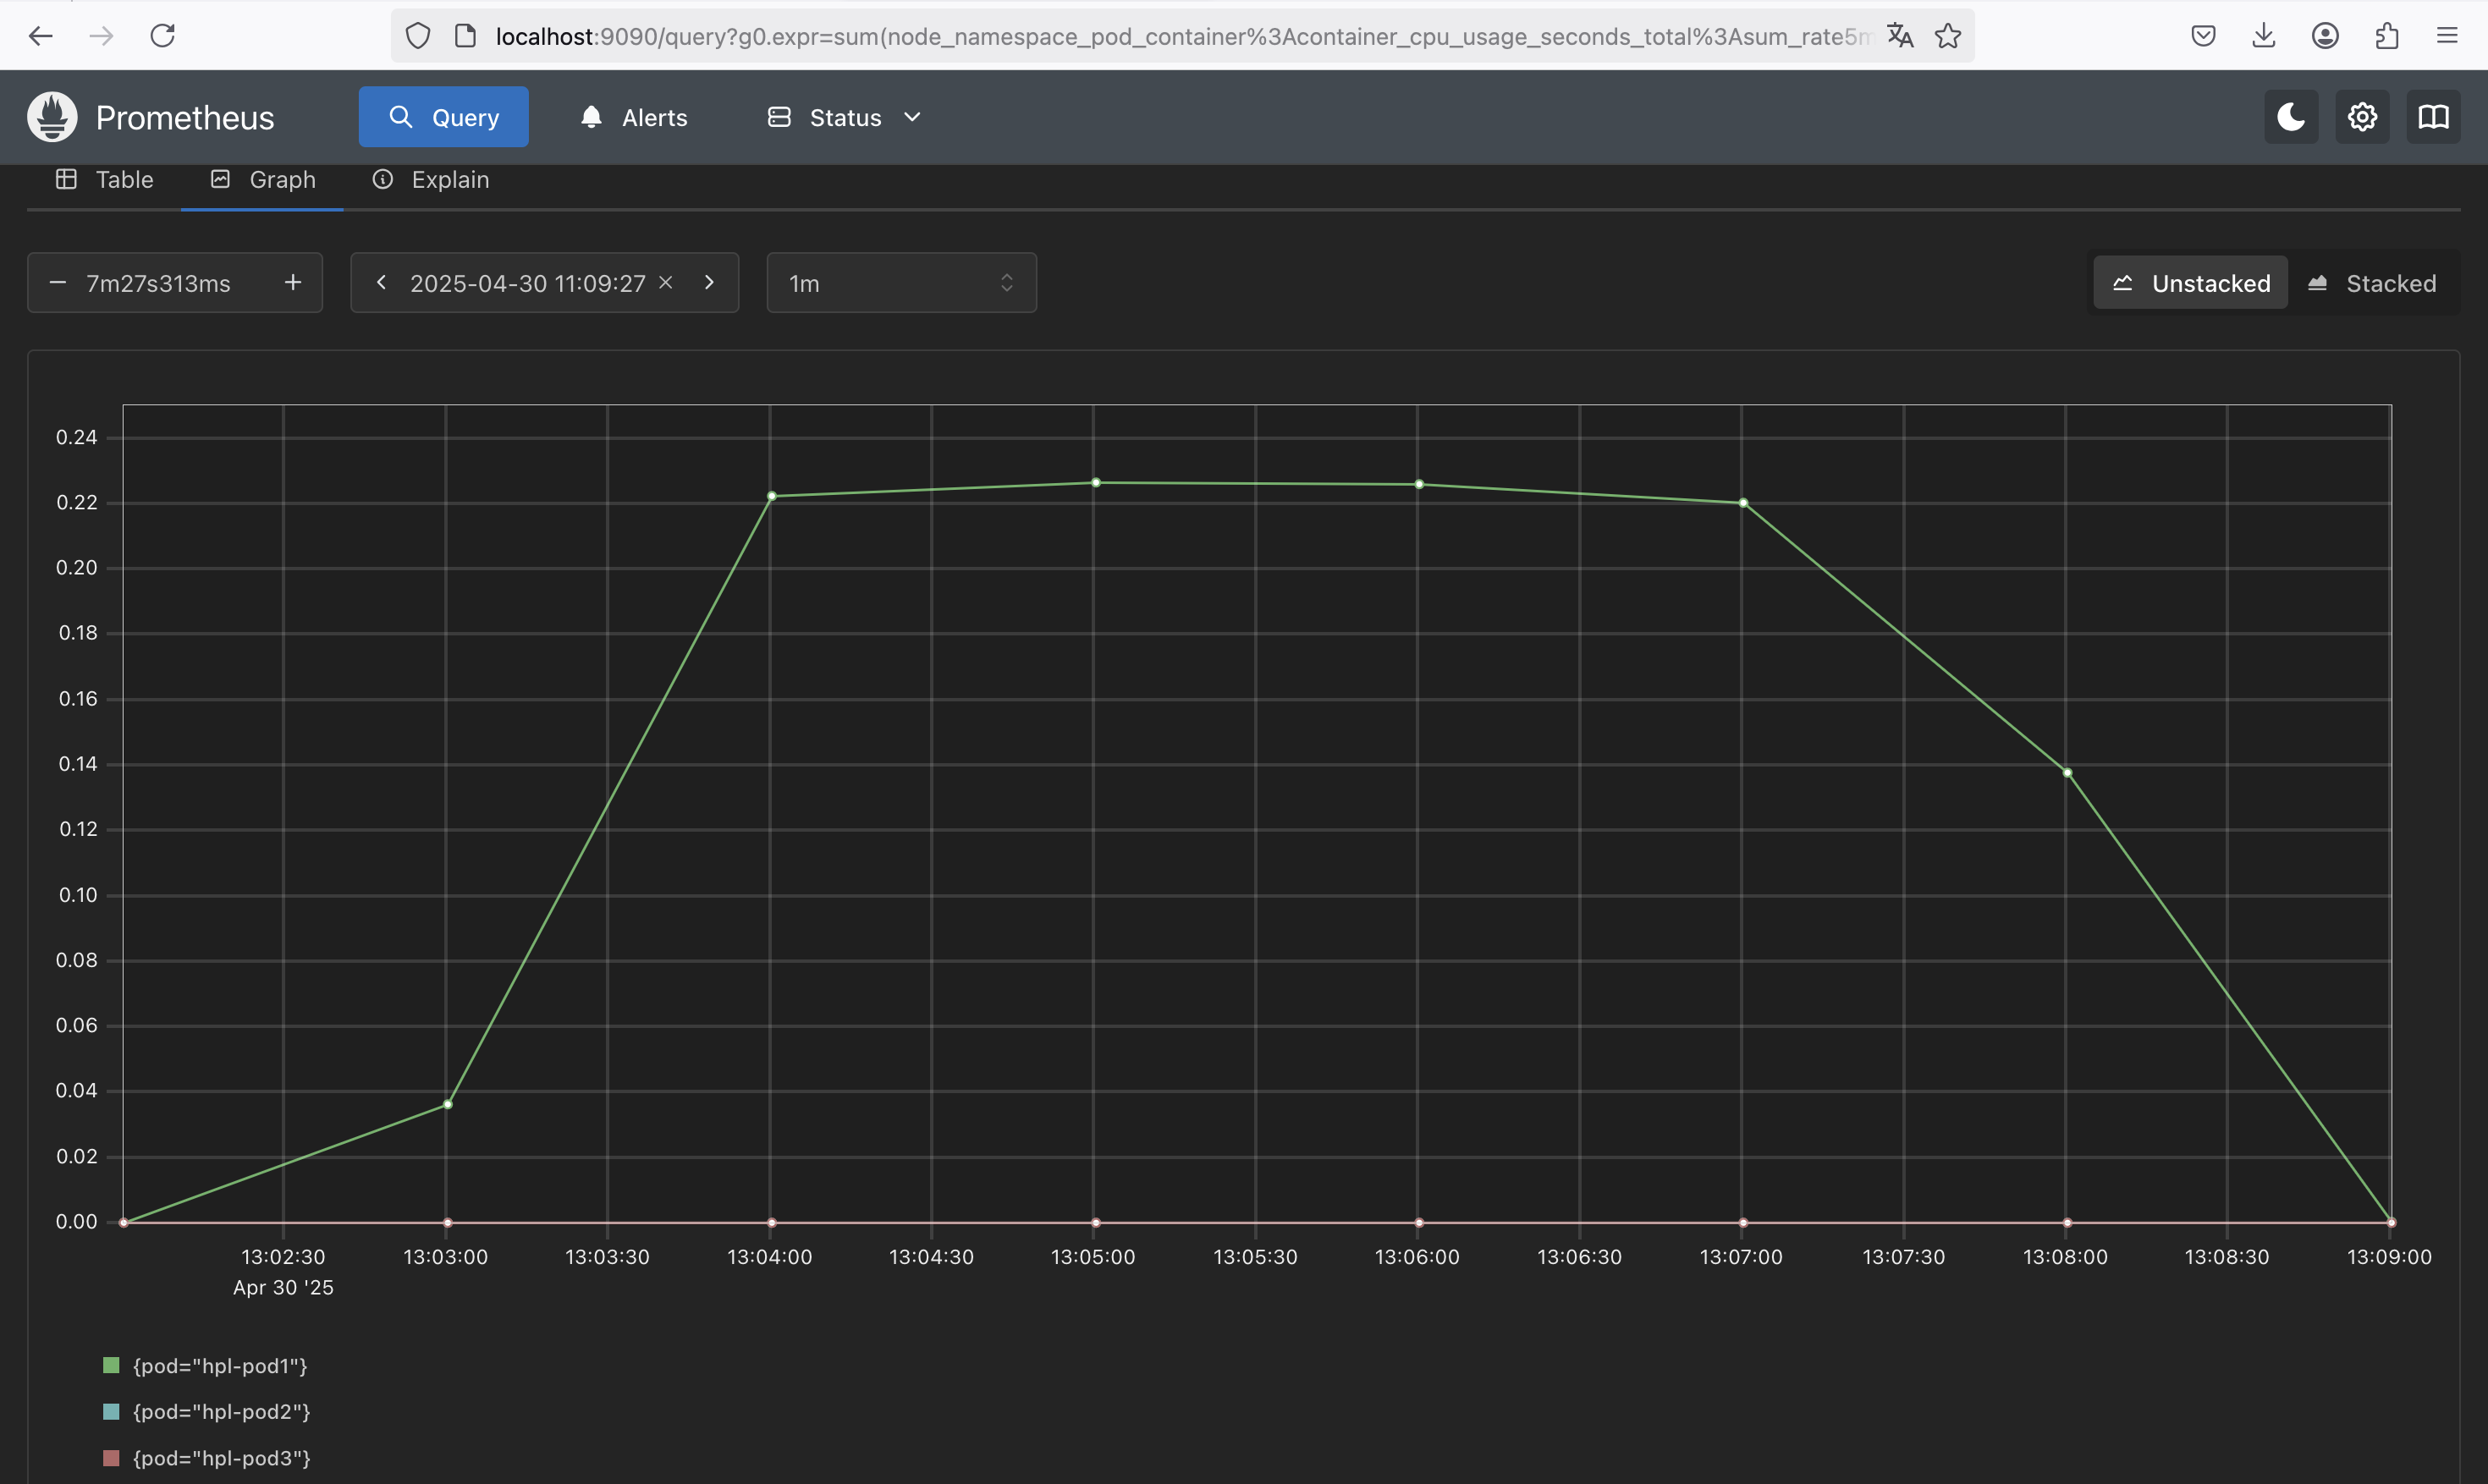 localhost:9090/query?g0.expr=sum(node_namespace_pod_container%3Acontainer_cpu_usage_seconds_total%3Asum_rate5m
Prometheus Query Alerts Status
Table Graph Explain
7m27s313ms 2025-04-30 11:09:27 1m Unstacked Stacked
0.24
0.22
0.20
0.18
0.16
0.14
0.12
0.10
0.08
0.06
0.04
0.02
0.00
13:02:30 13:03:00 13:03:30 13:04:00 13:04:30 13:05:00 13:05:30 13:06:00 13:06:30 13:07:00 13:07:30 13:08:00 13:08:30 13:09:00
Apr 30 '25
{pod="hpl-pod1"}
{pod="hpl-pod2"}
{pod="hpl-pod3"}